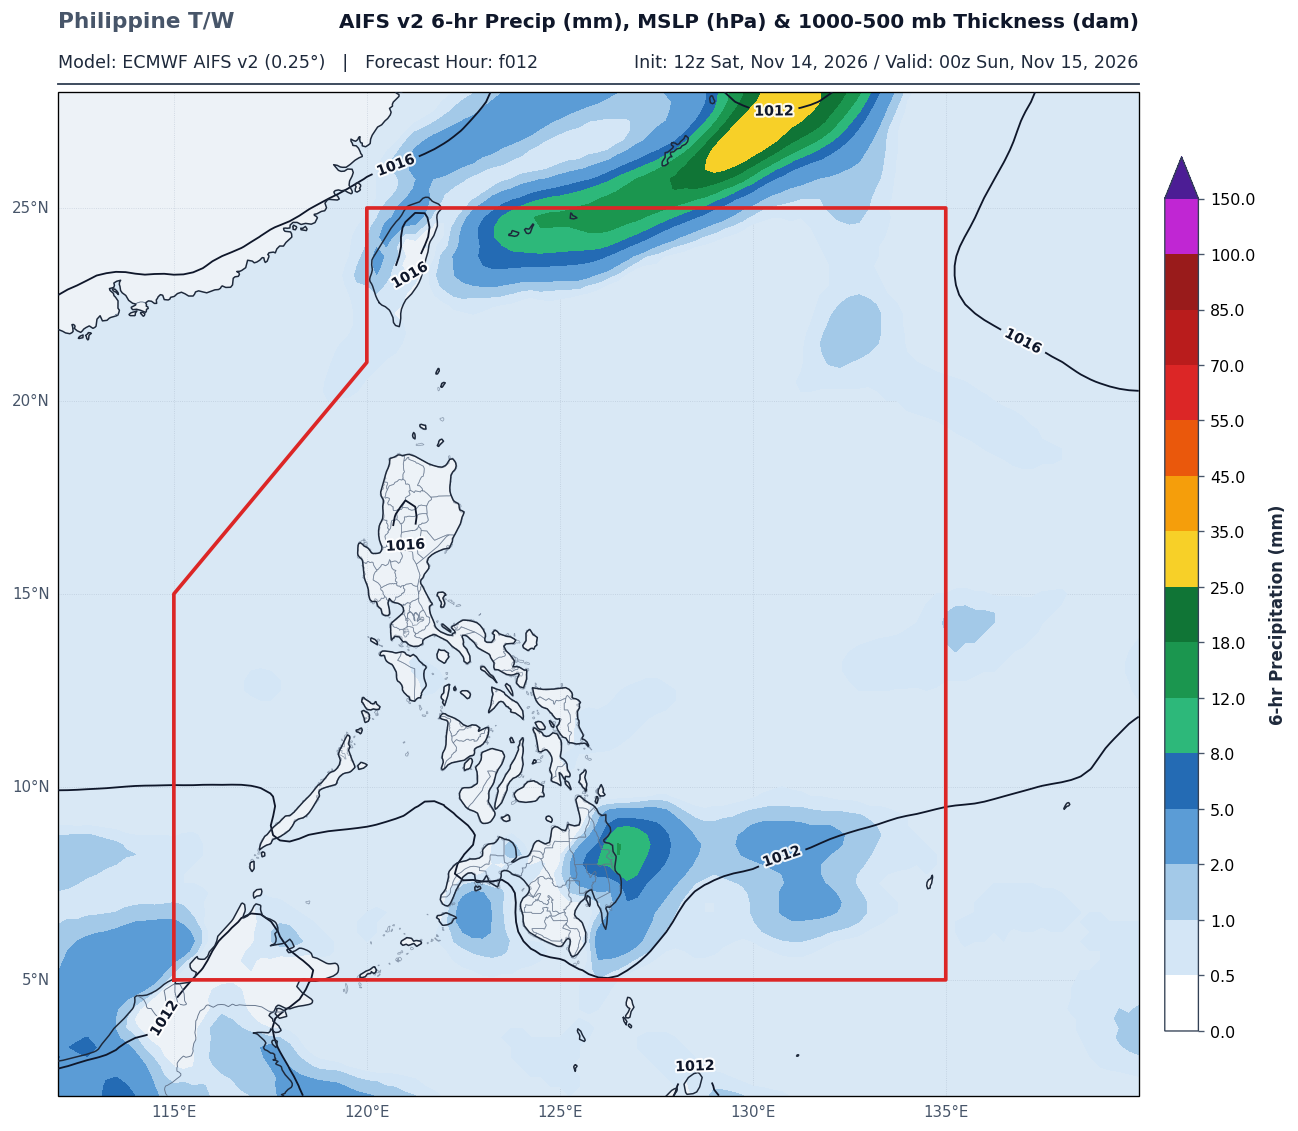 Philippine T/W
AIFS v2 6-hr Precip (mm), MSLP (hPa) & 1000-500 mb Thickness (dam)
Model: ECMWF AIFS v2 (0.25°) | Forecast Hour: f012
Init: 12z Sat, Nov 14, 2026 / Valid: 00z Sun, Nov 15, 2026
1012
1016
25°N
1016
1016
20°N
1016
15°N
10°N
1012
5°N
1012
1012
115°E
120°E
125°E
130°E
135°E
150.0
100.0
85.0
70.0
55.0
45.0
35.0
25.0
18.0
12.0
8.0
5.0
2.0
1.0
0.5
0.0
6-hr Precipitation (mm)